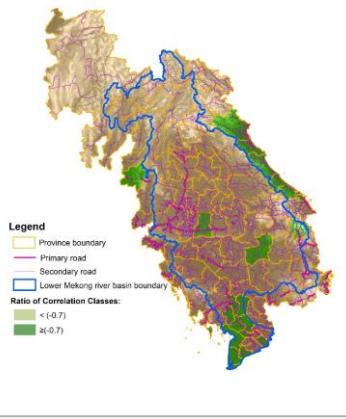 Legend
Province boundary
Primary road
Secondary road
Lower Mekong river basin boundary
Ratio of Correlation Classes:
< (-0.7)
≥(-0.7)